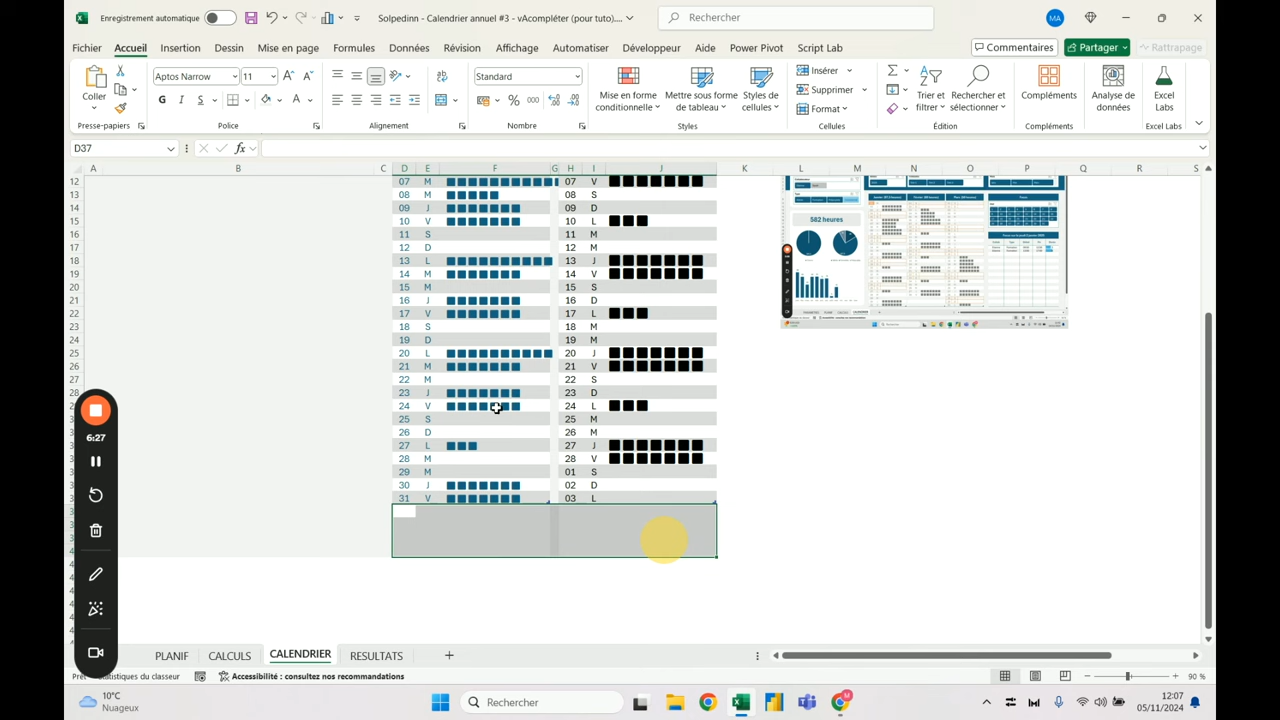 Enregistrement automatique
Solpedinn - Calendrier annuel #3 - vAcompléter (pour tuto)....
Rechercher
MA
Fichier Accueil Insertion Dessin Mise en page Formules Données Révision Affichage Automatiser Développeur Aide Power Pivot Script Lab
Commentaires Partager Rattrapage
Coller
Presse-papiers
Aptos Narrow 11
G I S
Police
Alignement
Standard
% 000
Nombre
Mise en forme conditionnelle
Mettre sous forme de tableau
Styles de cellules
Styles
Insérer
Supprimer
Format
Cellules
Trier et filtrer
Rechercher et sélectionner
Édition
Compléments
Compléments
Analyse de données
Excel Labs
Excel Labs
D37
fx
A B C D E F G H I J K L M N O P Q R S
12 07 M 07 V
13 08 M 08 S
14 09 J 09 D
15 10 V 10 L
16 11 S 11 M
17 12 D 12 M
18 13 L 13 J
19 14 M 14 V
20 15 M 15 S
21 16 J 16 D
22 17 V 17 L
23 18 S 18 M
24 19 D 19 M
25 20 L 20 J
26 21 M 21 V
27 22 M 22 S
28 23 J 23 D
24 V 24 L
25 S 25 M
26 D 26 M
27 L 27 J
28 M 28 V
29 M 01 S
30 J 02 D
31 V 03 L
582 heures
6:27
PLANIF CALCULS CALENDRIER RESULTATS +
Statistiques du classeur
Accessibilité : consultez nos recommandations
90 %
10°C
Nuageux
Rechercher
12:07
05/11/2024